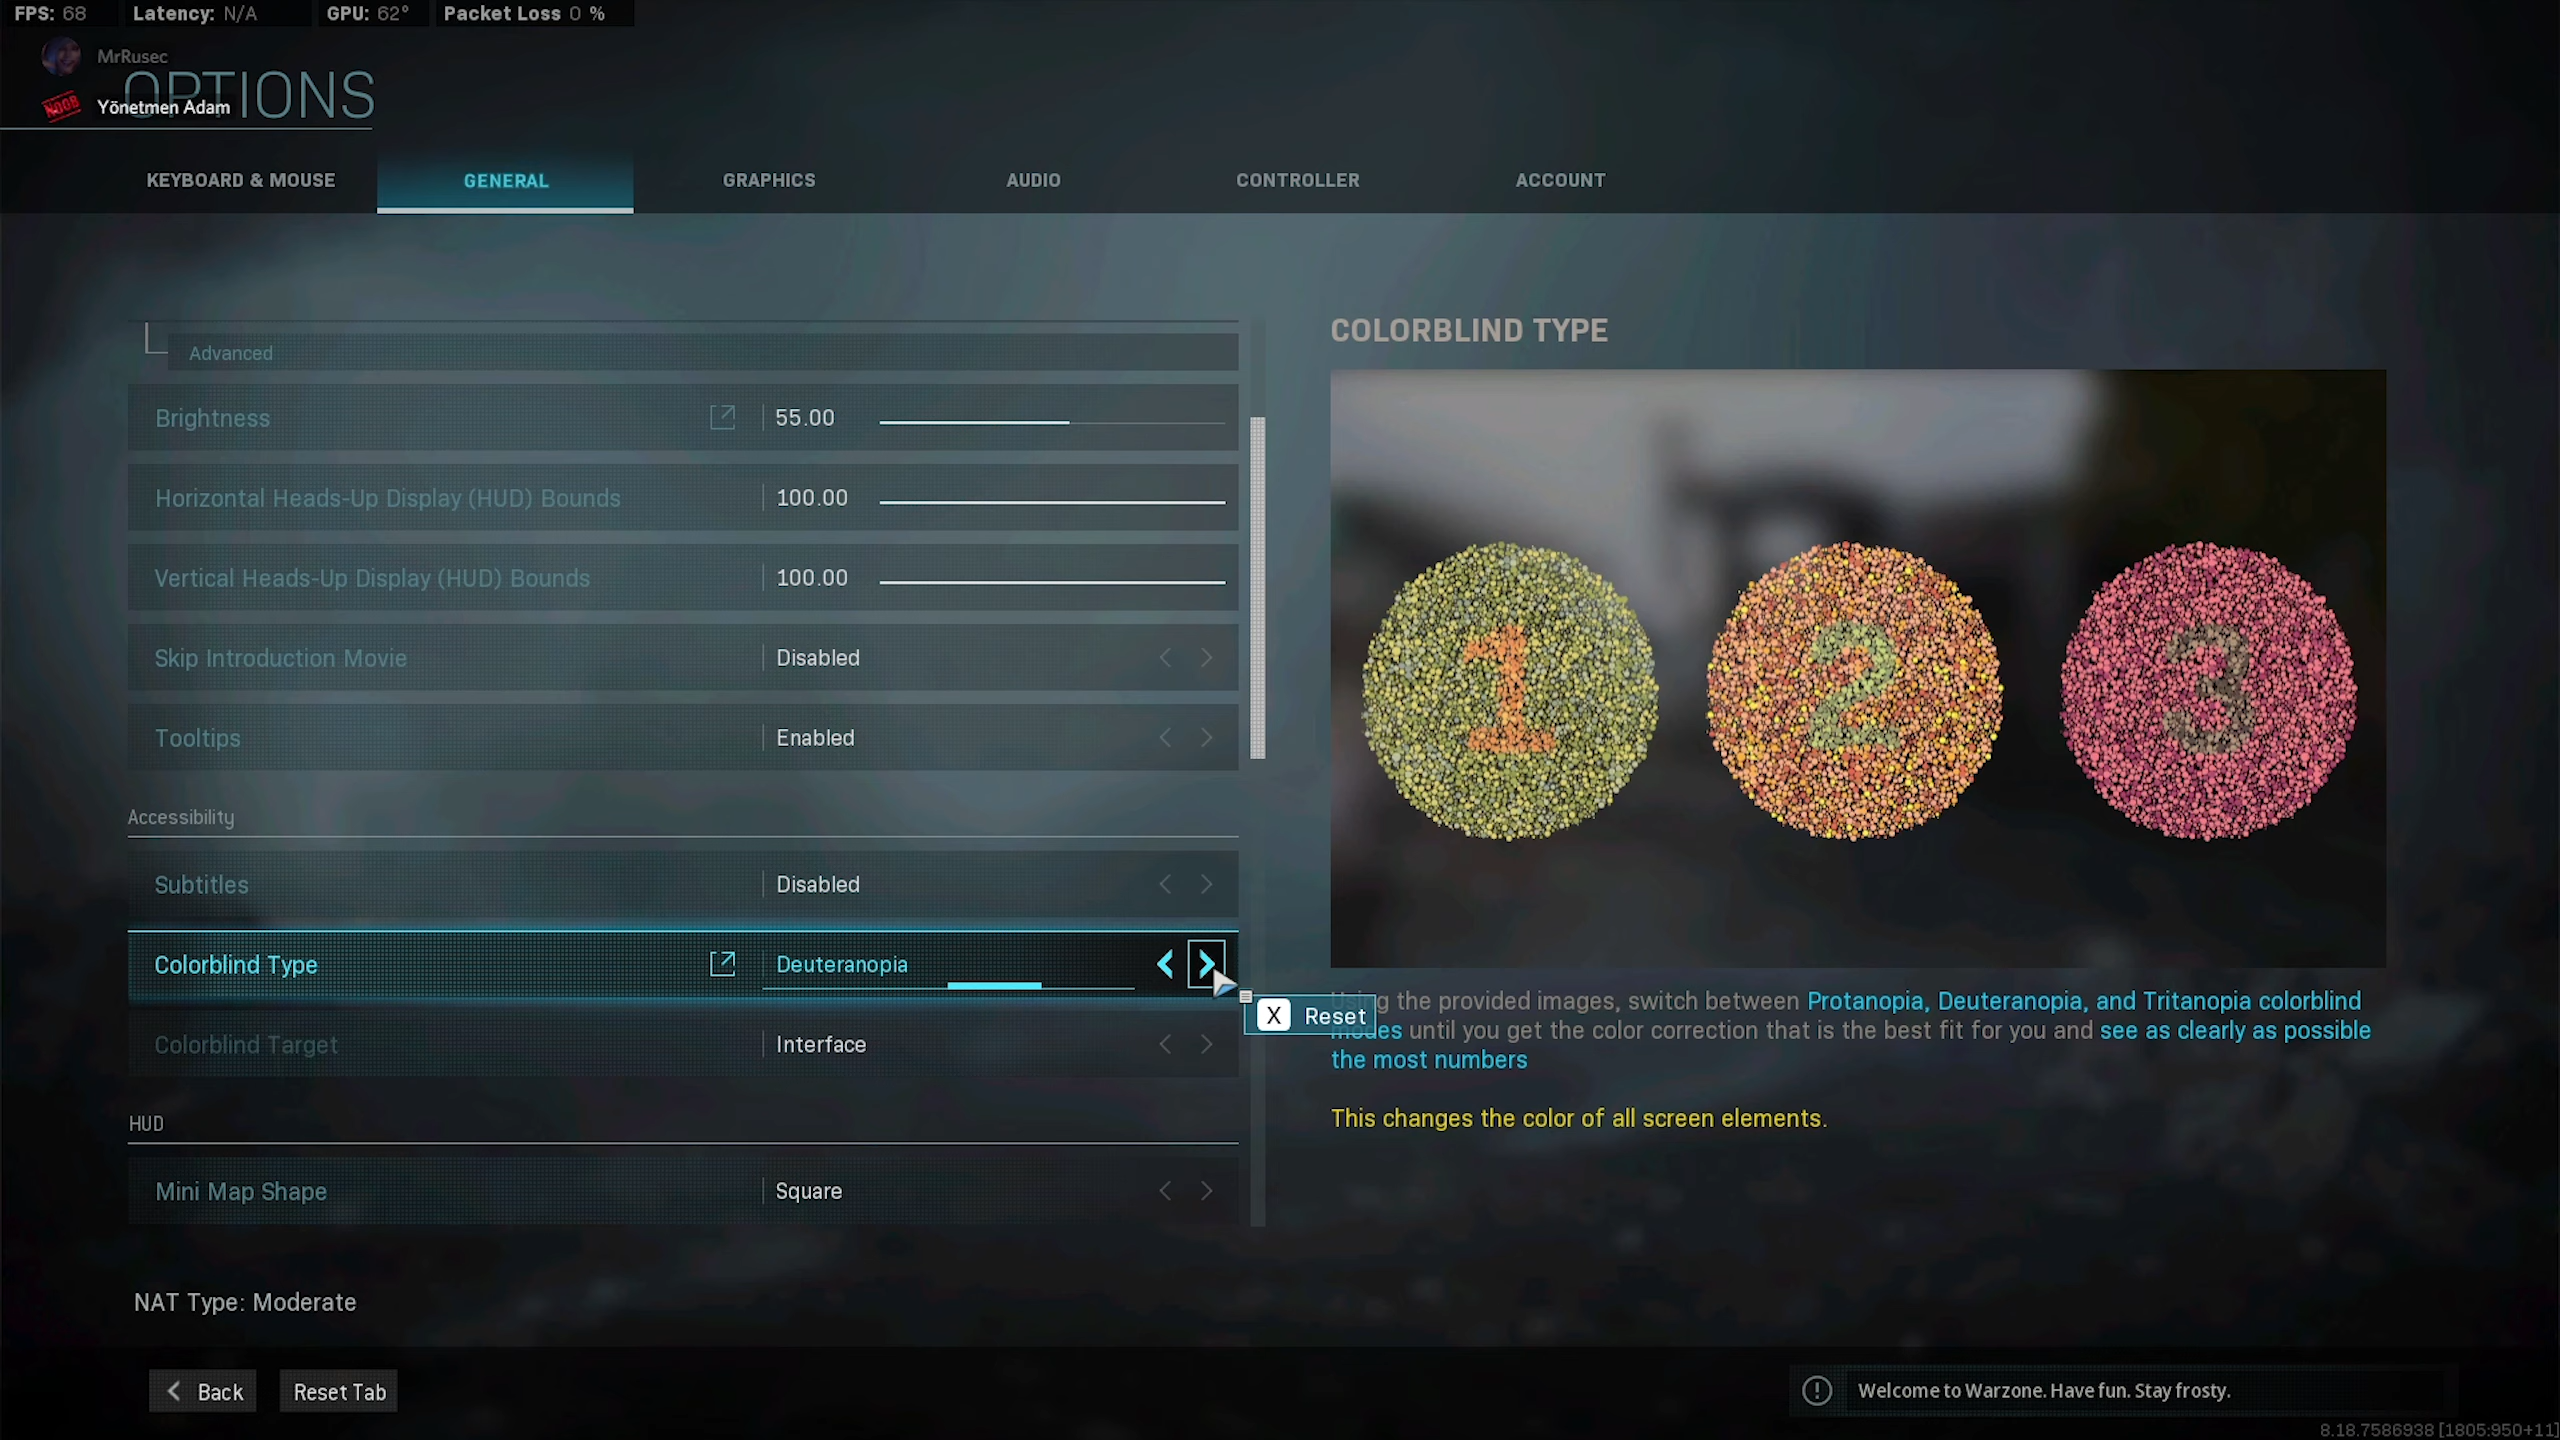 FPS: 68 Latency: N/A GPU: 62° Packet Loss 0 %
MrRusec
OPTIONS
NOOB Yönetmen Adam
KEYBOARD & MOUSE GENERAL GRAPHICS AUDIO CONTROLLER ACCOUNT
Advanced
Brightness 55.00
Horizontal Heads-Up Display (HUD) Bounds 100.00
Vertical Heads-Up Display (HUD) Bounds 100.00
Skip Introduction Movie Disabled
Tooltips Enabled
Accessibility
Subtitles Disabled
Colorblind Type Deuteranopia
X Reset
Colorblind Target Interface
HUD
Mini Map Shape Square
COLORBLIND TYPE
1 2 3
Using the provided images, switch between Protanopia, Deuteranopia, and Tritanopia colorblind
modes until you get the color correction that is the best fit for you and see as clearly as possible
the most numbers
This changes the color of all screen elements.
NAT Type: Moderate
Back Reset Tab
Welcome to Warzone. Have fun. Stay frosty.
8.18.7586938 [1805:950+11]